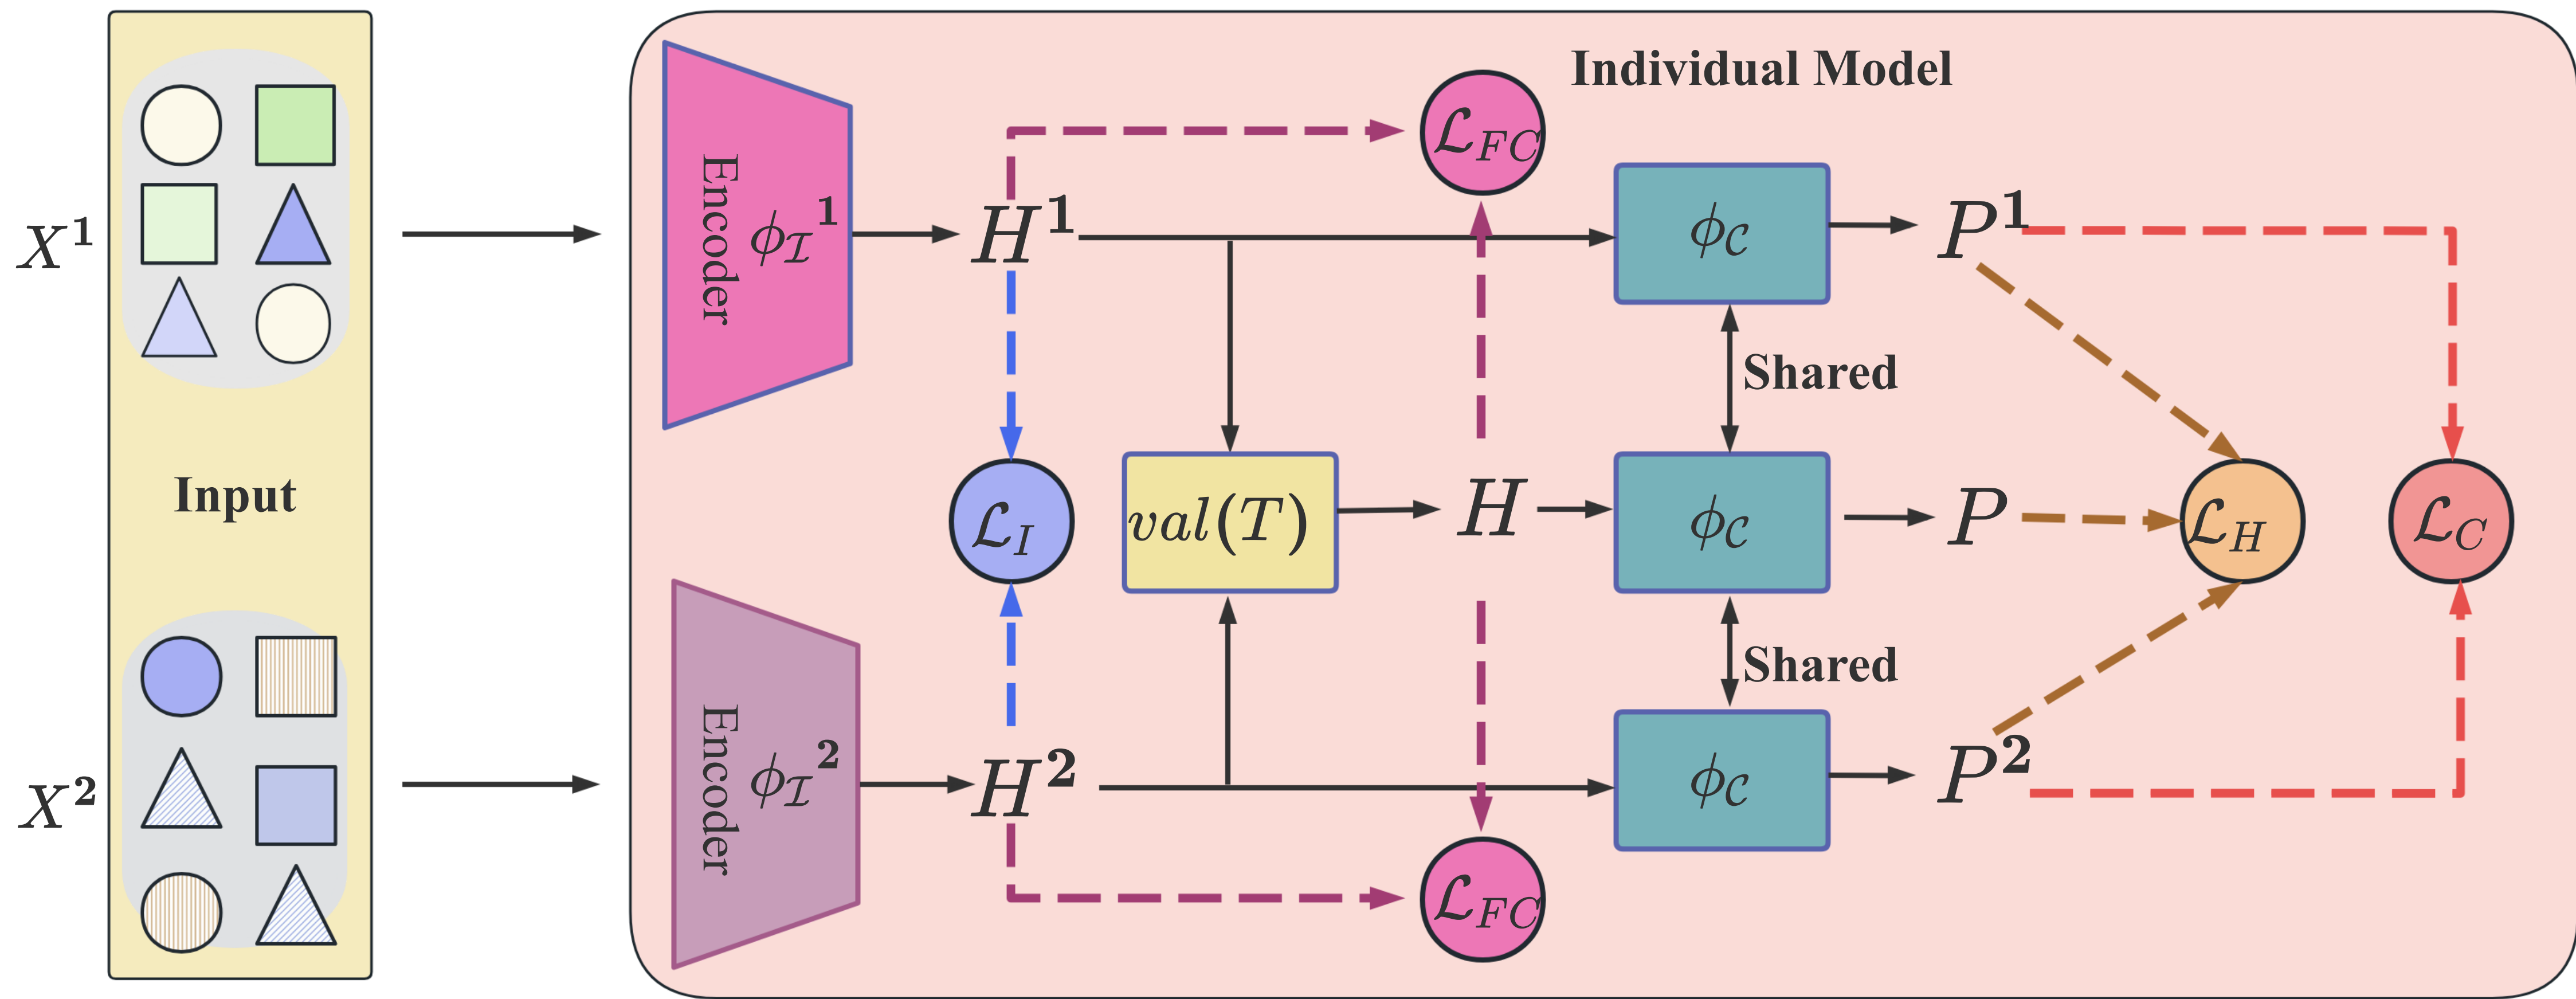 Individual Model
X¹
Encoder
ϕ_ℐ¹
H¹
ℒ_FC
ϕ_𝒞
P¹
Shared
Input
ℒ_I
val(T)
H
ϕ_𝒞
P
ℒ_H
ℒ_C
Shared
X²
Encoder
ϕ_ℐ²
H²
ϕ_𝒞
P²
ℒ_FC